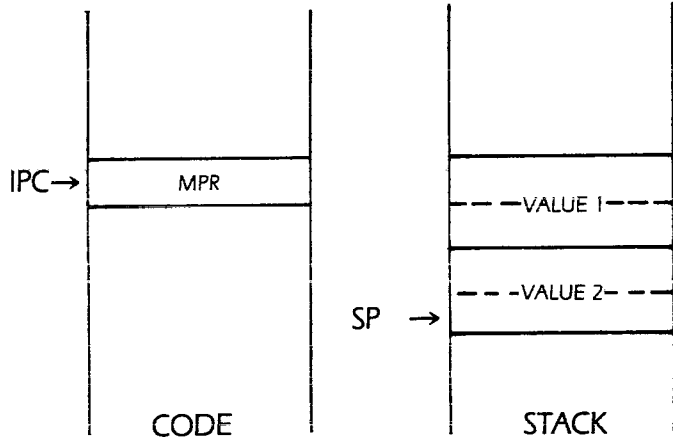 IPC→
MPR
VALUE 1
VALUE 2
SP →
CODE
STACK